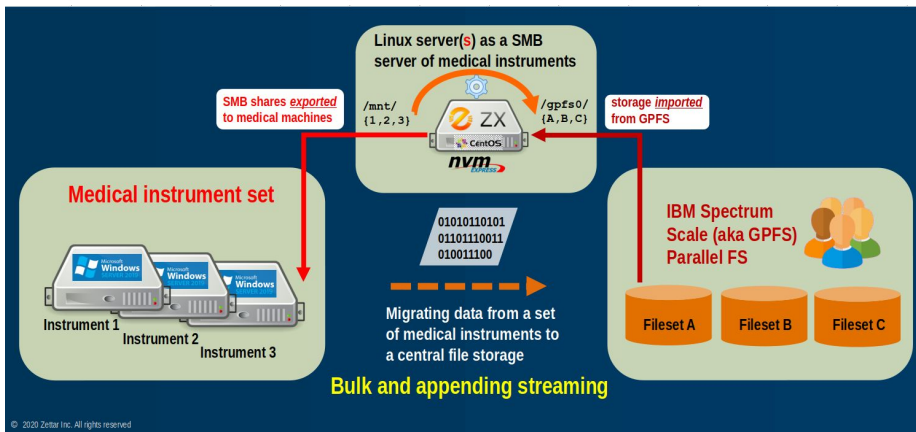 Linux server(s) as a SMB
server of medical instruments
SMB shares exported
to medical machines
/mnt/
{1,2,3}
/gpfs0/
{A,B,C}
storage imported
from GPFS
ZX
CentOS
nvm
EXPRESS
Medical instrument set
Microsoft
Windows
Microsoft
Windows
Windows
Instrument 1
Instrument 2
Instrument 3
01010110101
01101110011
010011100
Migrating data from a set
of medical instruments to
a central file storage
IBM Spectrum
Scale (aka GPFS)
Parallel FS
Fileset A
Fileset B
Fileset C
Bulk and appending streaming
© 2020 Zettar Inc. All rights reserved